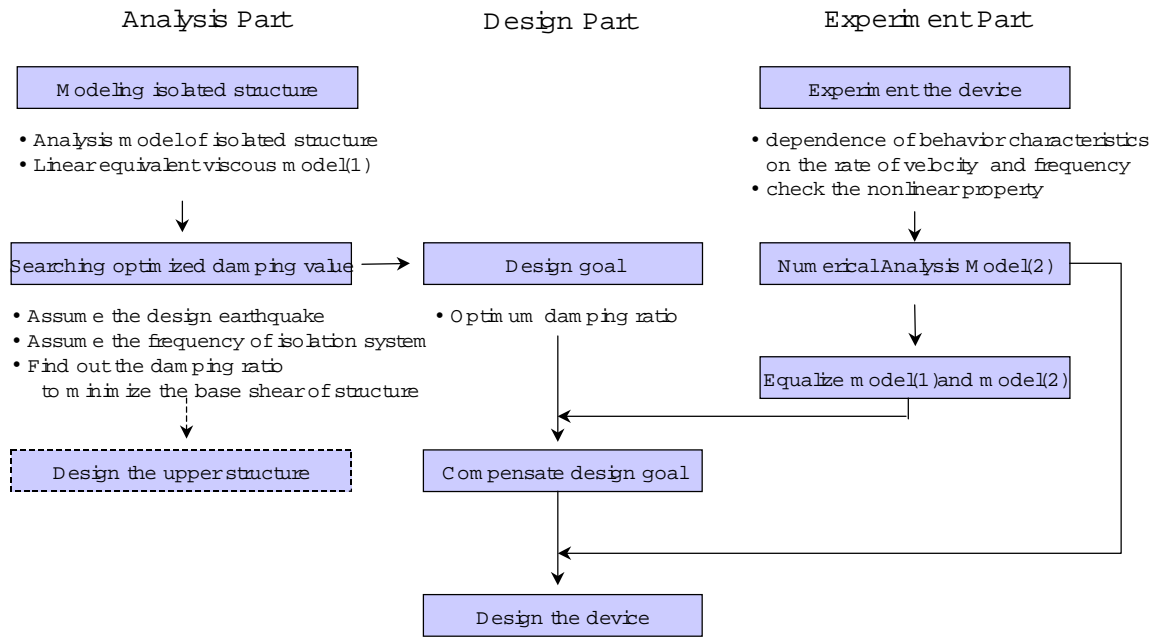 Analysis Part
Design Part
Experiment Part
Modeling isolated structure
• Analysis model of isolated structure
• Linear equivalent viscous model(1)
Searching optimized damping value
• Assume the design earthquake
• Assume the frequency of isolation system
• Find out the damping ratio
to minimize the base shear of structure
Design the upper structure
Design goal
• Optimum damping ratio
Compensate design goal
Design the device
Experiment the device
• dependence of behavior characteristics
on the rate of velocity and frequency
• check the nonlinear property
Numerical Analysis Model(2)
Equalize model(1) and model(2)